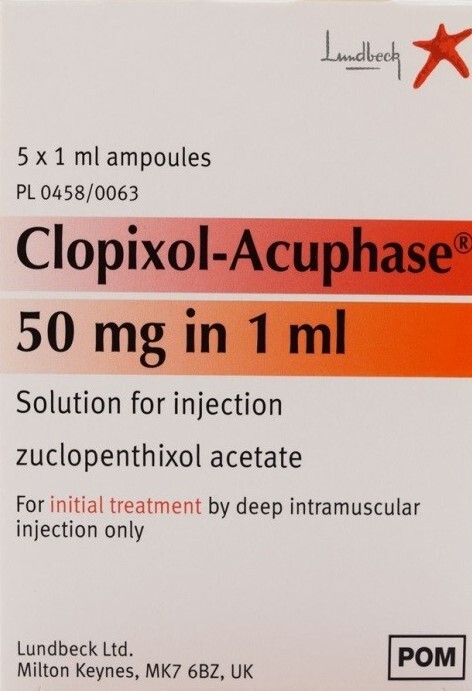 Lundbeck
5 x 1 ml ampoules
PL 0458/0063
Clopixol-Acuphase®
50 mg in 1 ml
Solution for injection
zuclopenthixol acetate
For initial treatment by deep intramuscular
injection only
Lundbeck Ltd.
Milton Keynes, MK7 6BZ, UK
POM